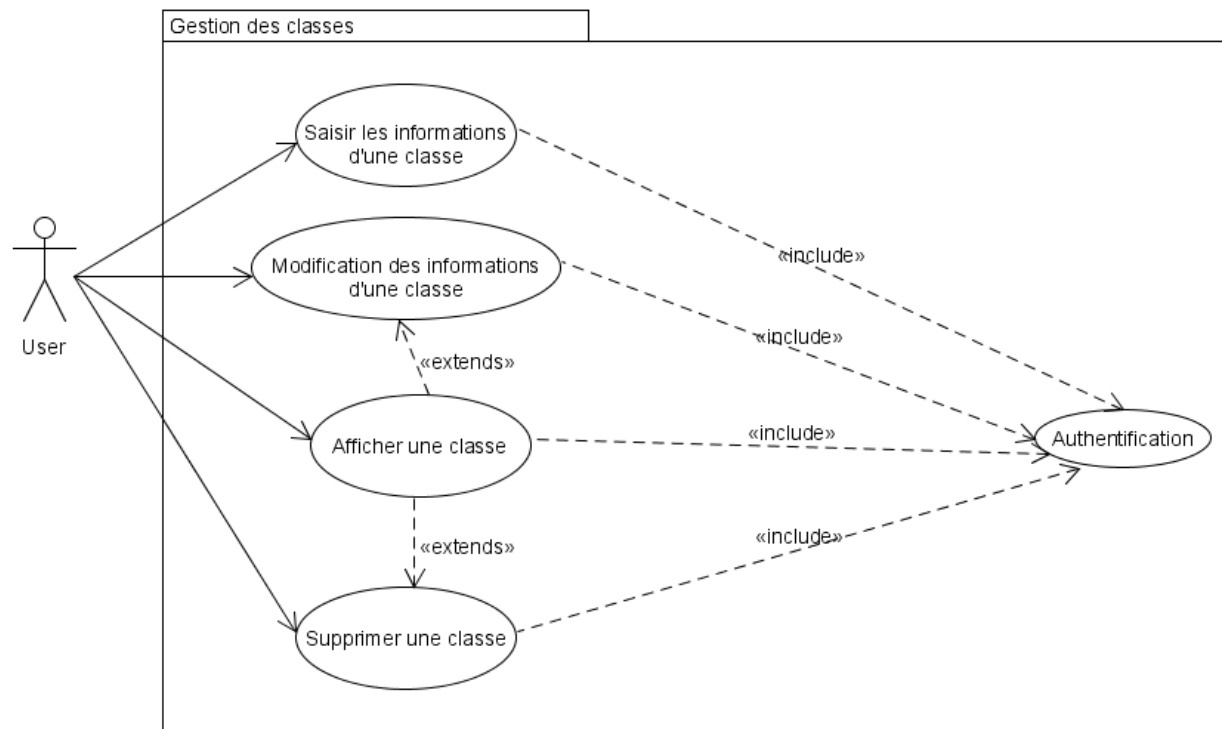 Gestion des classes
Saisir les informations
d'une classe
«include»
Modification des informations
d'une classe
«include»
User
«extends»
Afficher une classe
«include»
Authentification
«include»
«extends»
Supprimer une classe